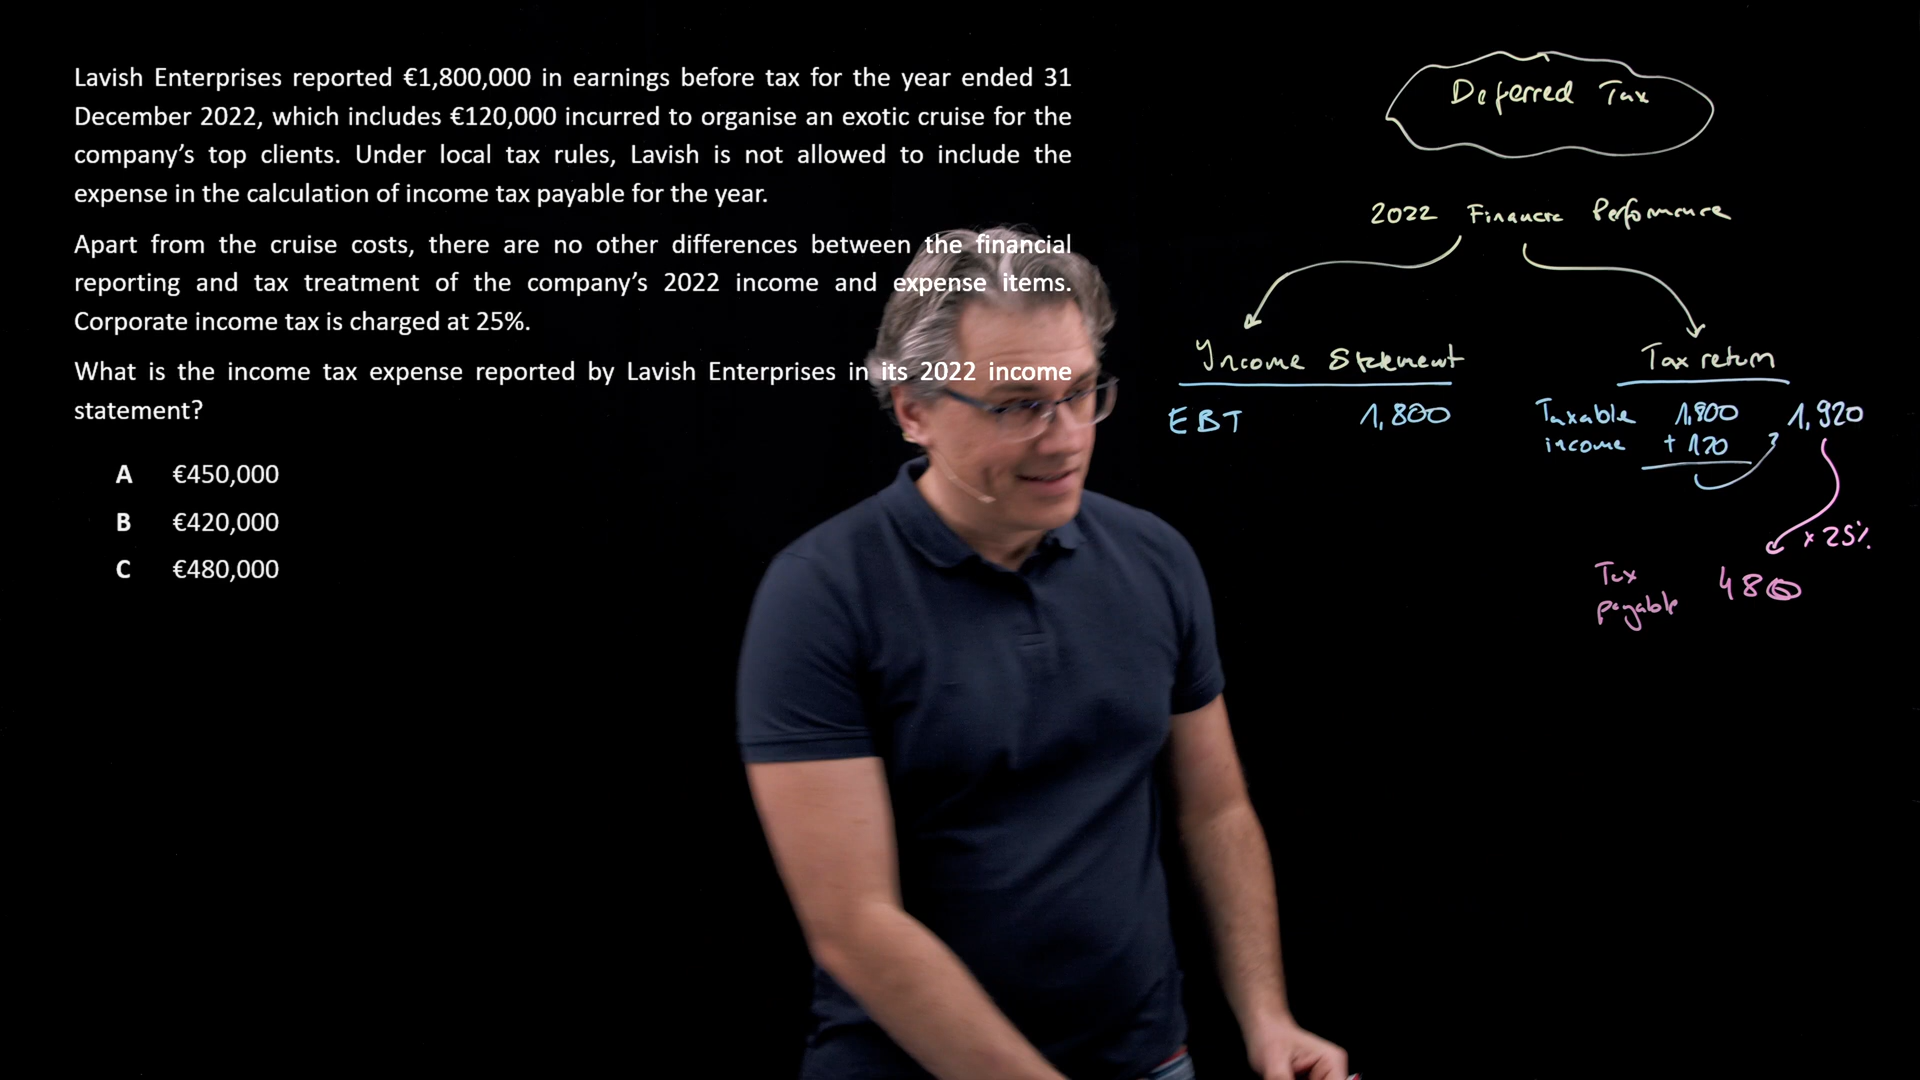 Lavish Enterprises reported €1,800,000 in earnings before tax for the year ended 31
December 2022, which includes €120,000 incurred to organise an exotic cruise for the
company’s top clients. Under local tax rules, Lavish is not allowed to include the
expense in the calculation of income tax payable for the year.
Apart from the cruise costs, there are no other differences between the financial
reporting and tax treatment of the company’s 2022 income and expense items.
Corporate income tax is charged at 25%.
What is the income tax expense reported by Lavish Enterprises in its 2022 income
statement?
A €450,000
B €420,000
C €480,000
Deferred Tax
2022 Finance Performance
Income Statement
EBT 1,800
Tax return
Taxable 1,800 1,920
income + 120
× 25%
Tax
payable 480